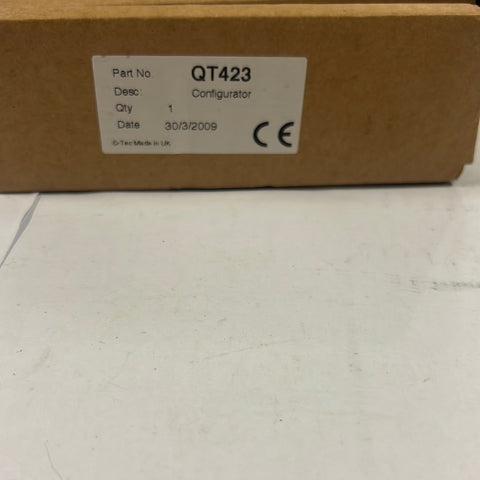 Part No. QT423
Desc: Configurator
Qty 1
Date 30/3/2009
C-Tec Made in UK
CE